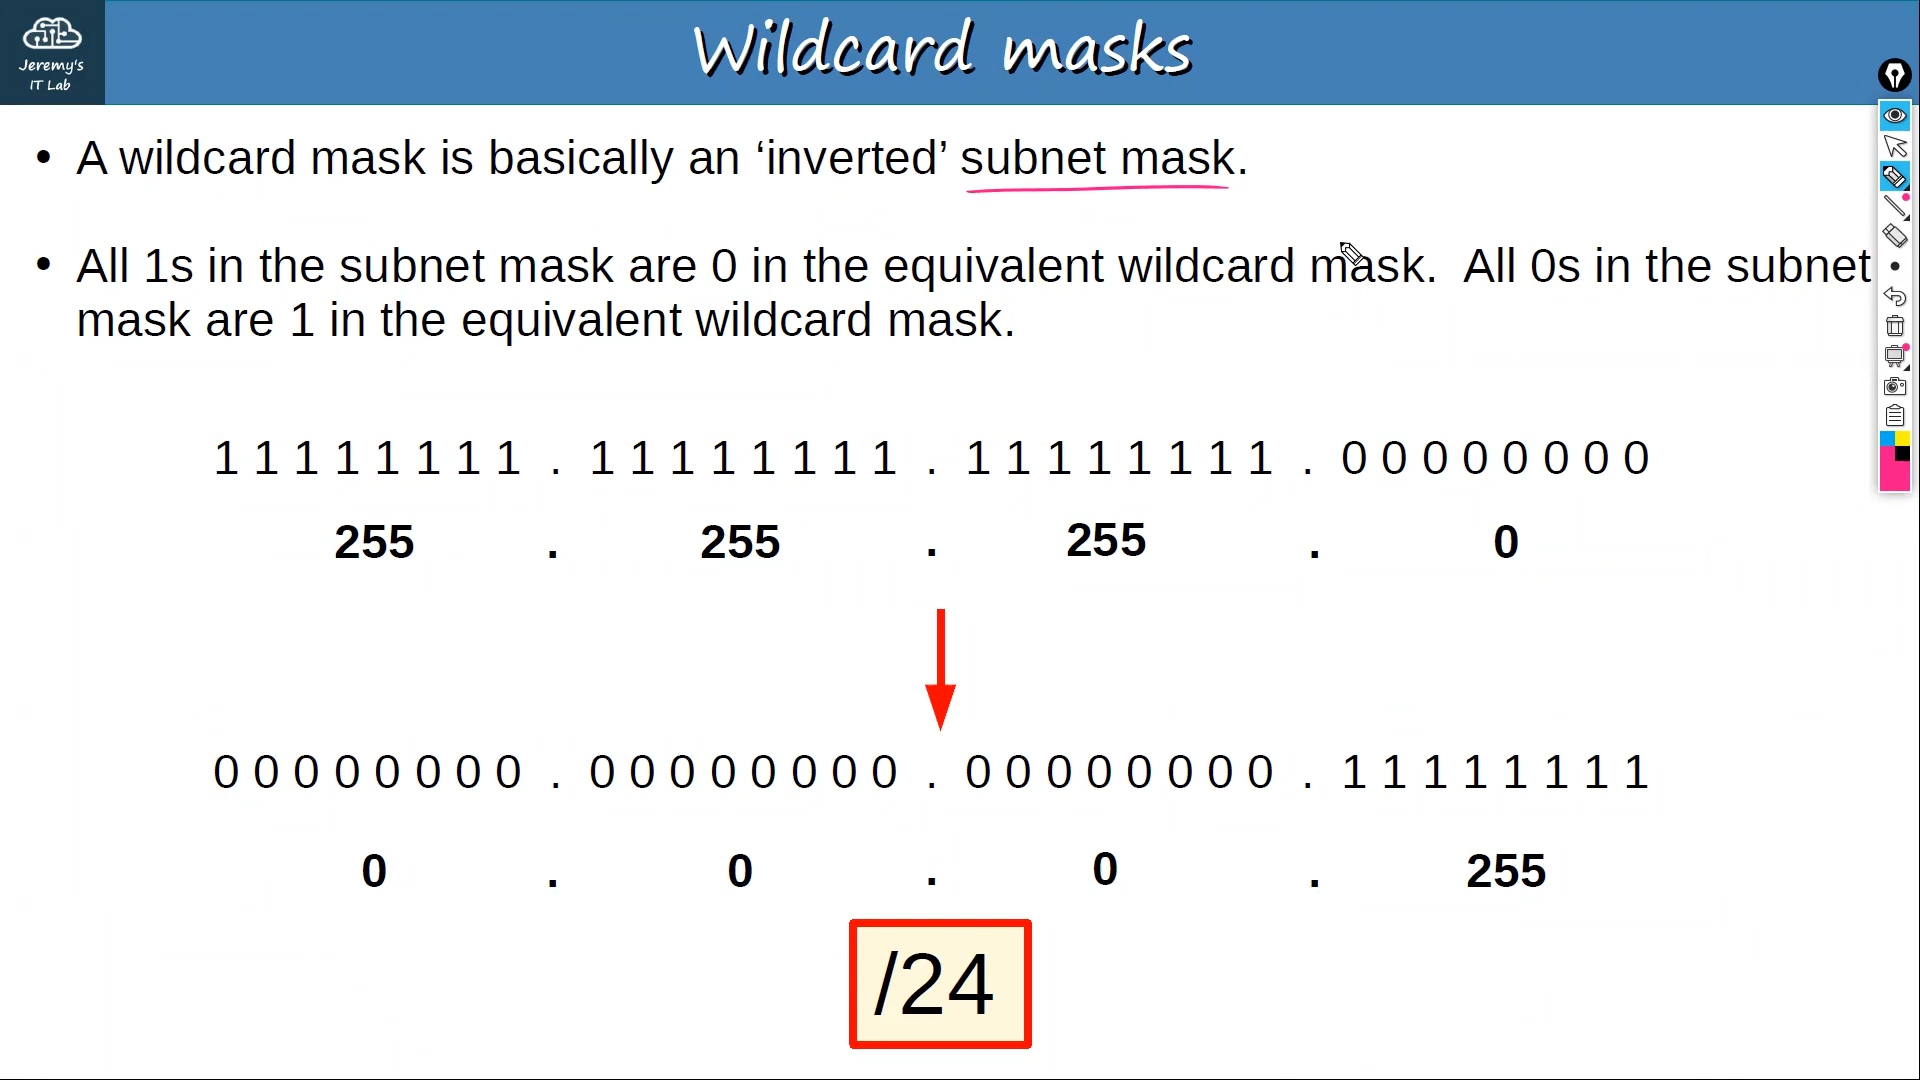 Jeremy's
IT Lab
Wildcard masks
• A wildcard mask is basically an ‘inverted’ subnet mask.
• All 1s in the subnet mask are 0 in the equivalent wildcard mask.  All 0s in the subnet
mask are 1 in the equivalent wildcard mask.
1 1 1 1 1 1 1 1 . 1 1 1 1 1 1 1 1 . 1 1 1 1 1 1 1 1 . 0 0 0 0 0 0 0 0
255 . 255 . 255 . 0
0 0 0 0 0 0 0 0 . 0 0 0 0 0 0 0 0 . 0 0 0 0 0 0 0 0 . 1 1 1 1 1 1 1 1
0 . 0 . 0 . 255
/24